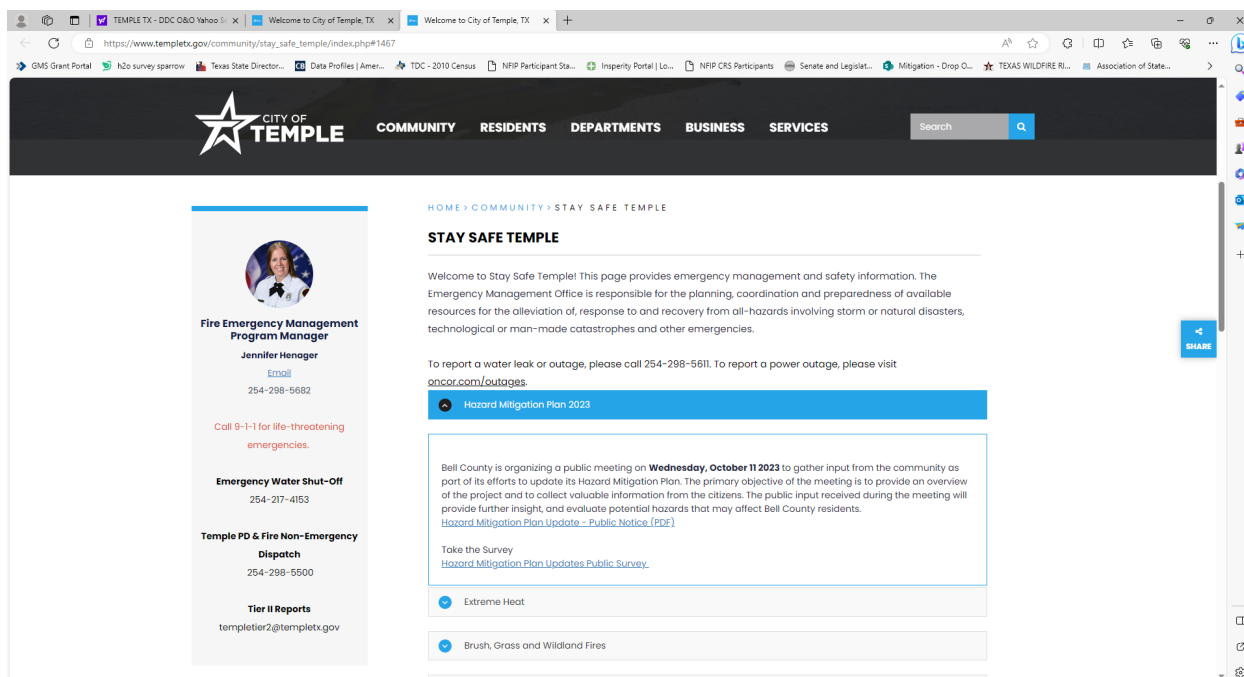 TEMPLE TX - DDC O&O Yahoo Se
Welcome to City of Temple, TX
Welcome to City of Temple, TX
https://www.templetx.gov/community/stay_safe_temple/index.php#1467
GMS Grant Portal
h2o survey sparrow
Texas State Director...
Data Profiles | Amer...
TDC - 2010 Census
NFIP Participant Sta...
Insperity Portal | Lo...
NFIP CRS Participants
Senate and Legislat...
Mitigation - Drop O...
TEXAS WILDFIRE RI...
Association of State...
CITY OF
TEMPLE
COMMUNITY RESIDENTS DEPARTMENTS BUSINESS SERVICES
Search
Fire Emergency Management
Program Manager
Jennifer Henager
Email
254-298-5682
Call 9-1-1 for life-threatening
emergencies.
Emergency Water Shut-Off
254-217-4153
Temple PD & Fire Non-Emergency
Dispatch
254-298-5500
Tier II Reports
templetier2@templetx.gov
HOME > COMMUNITY > STAY SAFE TEMPLE
STAY SAFE TEMPLE
Welcome to Stay Safe Temple! This page provides emergency management and safety information. The
Emergency Management Office is responsible for the planning, coordination and preparedness of available
resources for the alleviation of, response to and recovery from all-hazards involving storm or natural disasters,
technological or man-made catastrophes and other emergencies.
To report a water leak or outage, please call 254-298-5611. To report a power outage, please visit
oncor.com/outages.
Hazard Mitigation Plan 2023
Bell County is organizing a public meeting on Wednesday, October 11 2023 to gather input from the community as
part of its efforts to update its Hazard Mitigation Plan. The primary objective of the meeting is to provide an overview
of the project and to collect valuable information from the citizens. The public input received during the meeting will
provide further insight, and evaluate potential hazards that may affect Bell County residents.
Hazard Mitigation Plan Update - Public Notice (PDF)
Take the Survey
Hazard Mitigation Plan Updates Public Survey
Extreme Heat
Brush, Grass and Wildland Fires
SHARE